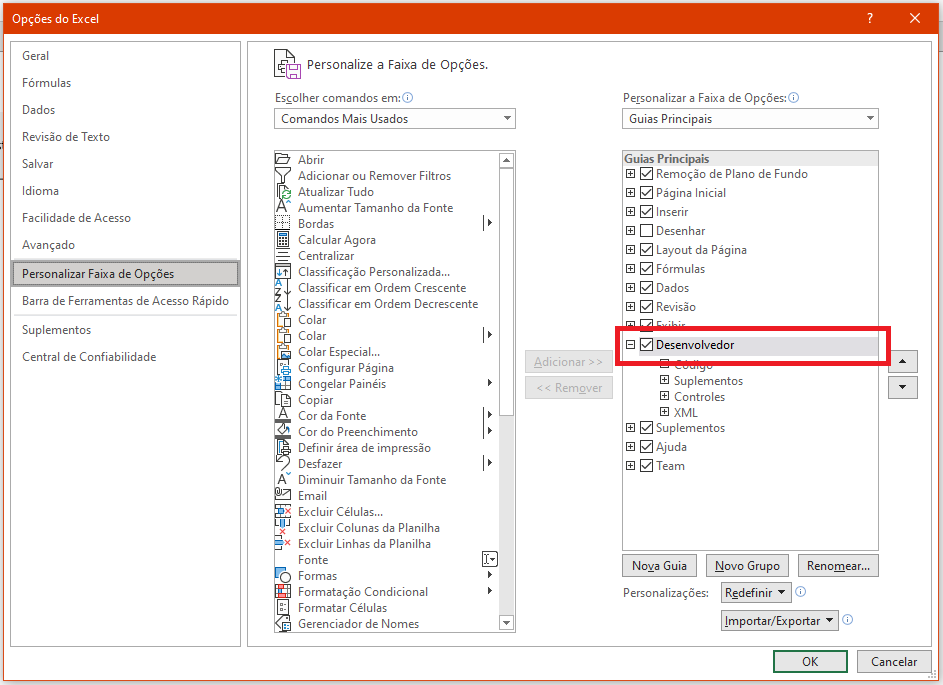 Opções do Excel
?
Geral
Fórmulas
Dados
Revisão de Texto
Salvar
Idioma
Facilidade de Acesso
Avançado
Personalizar Faixa de Opções
Barra de Ferramentas de Acesso Rápido
Suplementos
Central de Confiabilidade
Personalize a Faixa de Opções.
Escolher comandos em:
Comandos Mais Usados
Abrir
Adicionar ou Remover Filtros
Atualizar Tudo
Aumentar Tamanho da Fonte
Bordas
Calcular Agora
Centralizar
Classificação Personalizada...
Classificar em Ordem Crescente
Classificar em Ordem Decrescente
Colar
Colar
Colar Especial...
Configurar Página
Congelar Painéis
Copiar
Cor da Fonte
Cor do Preenchimento
Definir área de impressão
Desfazer
Diminuir Tamanho da Fonte
Email
Excluir Células...
Excluir Colunas da Planilha
Excluir Linhas da Planilha
Fonte
Formas
Formatação Condicional
Formatar Células
Gerenciador de Nomes
Adicionar >>
<< Remover
Personalizar a Faixa de Opções:
Guias Principais
Guias Principais
Remoção de Plano de Fundo
Página Inicial
Inserir
Desenhar
Layout da Página
Fórmulas
Dados
Revisão
Exibir
Desenvolvedor
Código
Suplementos
Controles
XML
Suplementos
Ajuda
Team
Nova Guia
Novo Grupo
Renomear...
Personalizações:
Redefinir
Importar/Exportar
OK
Cancelar